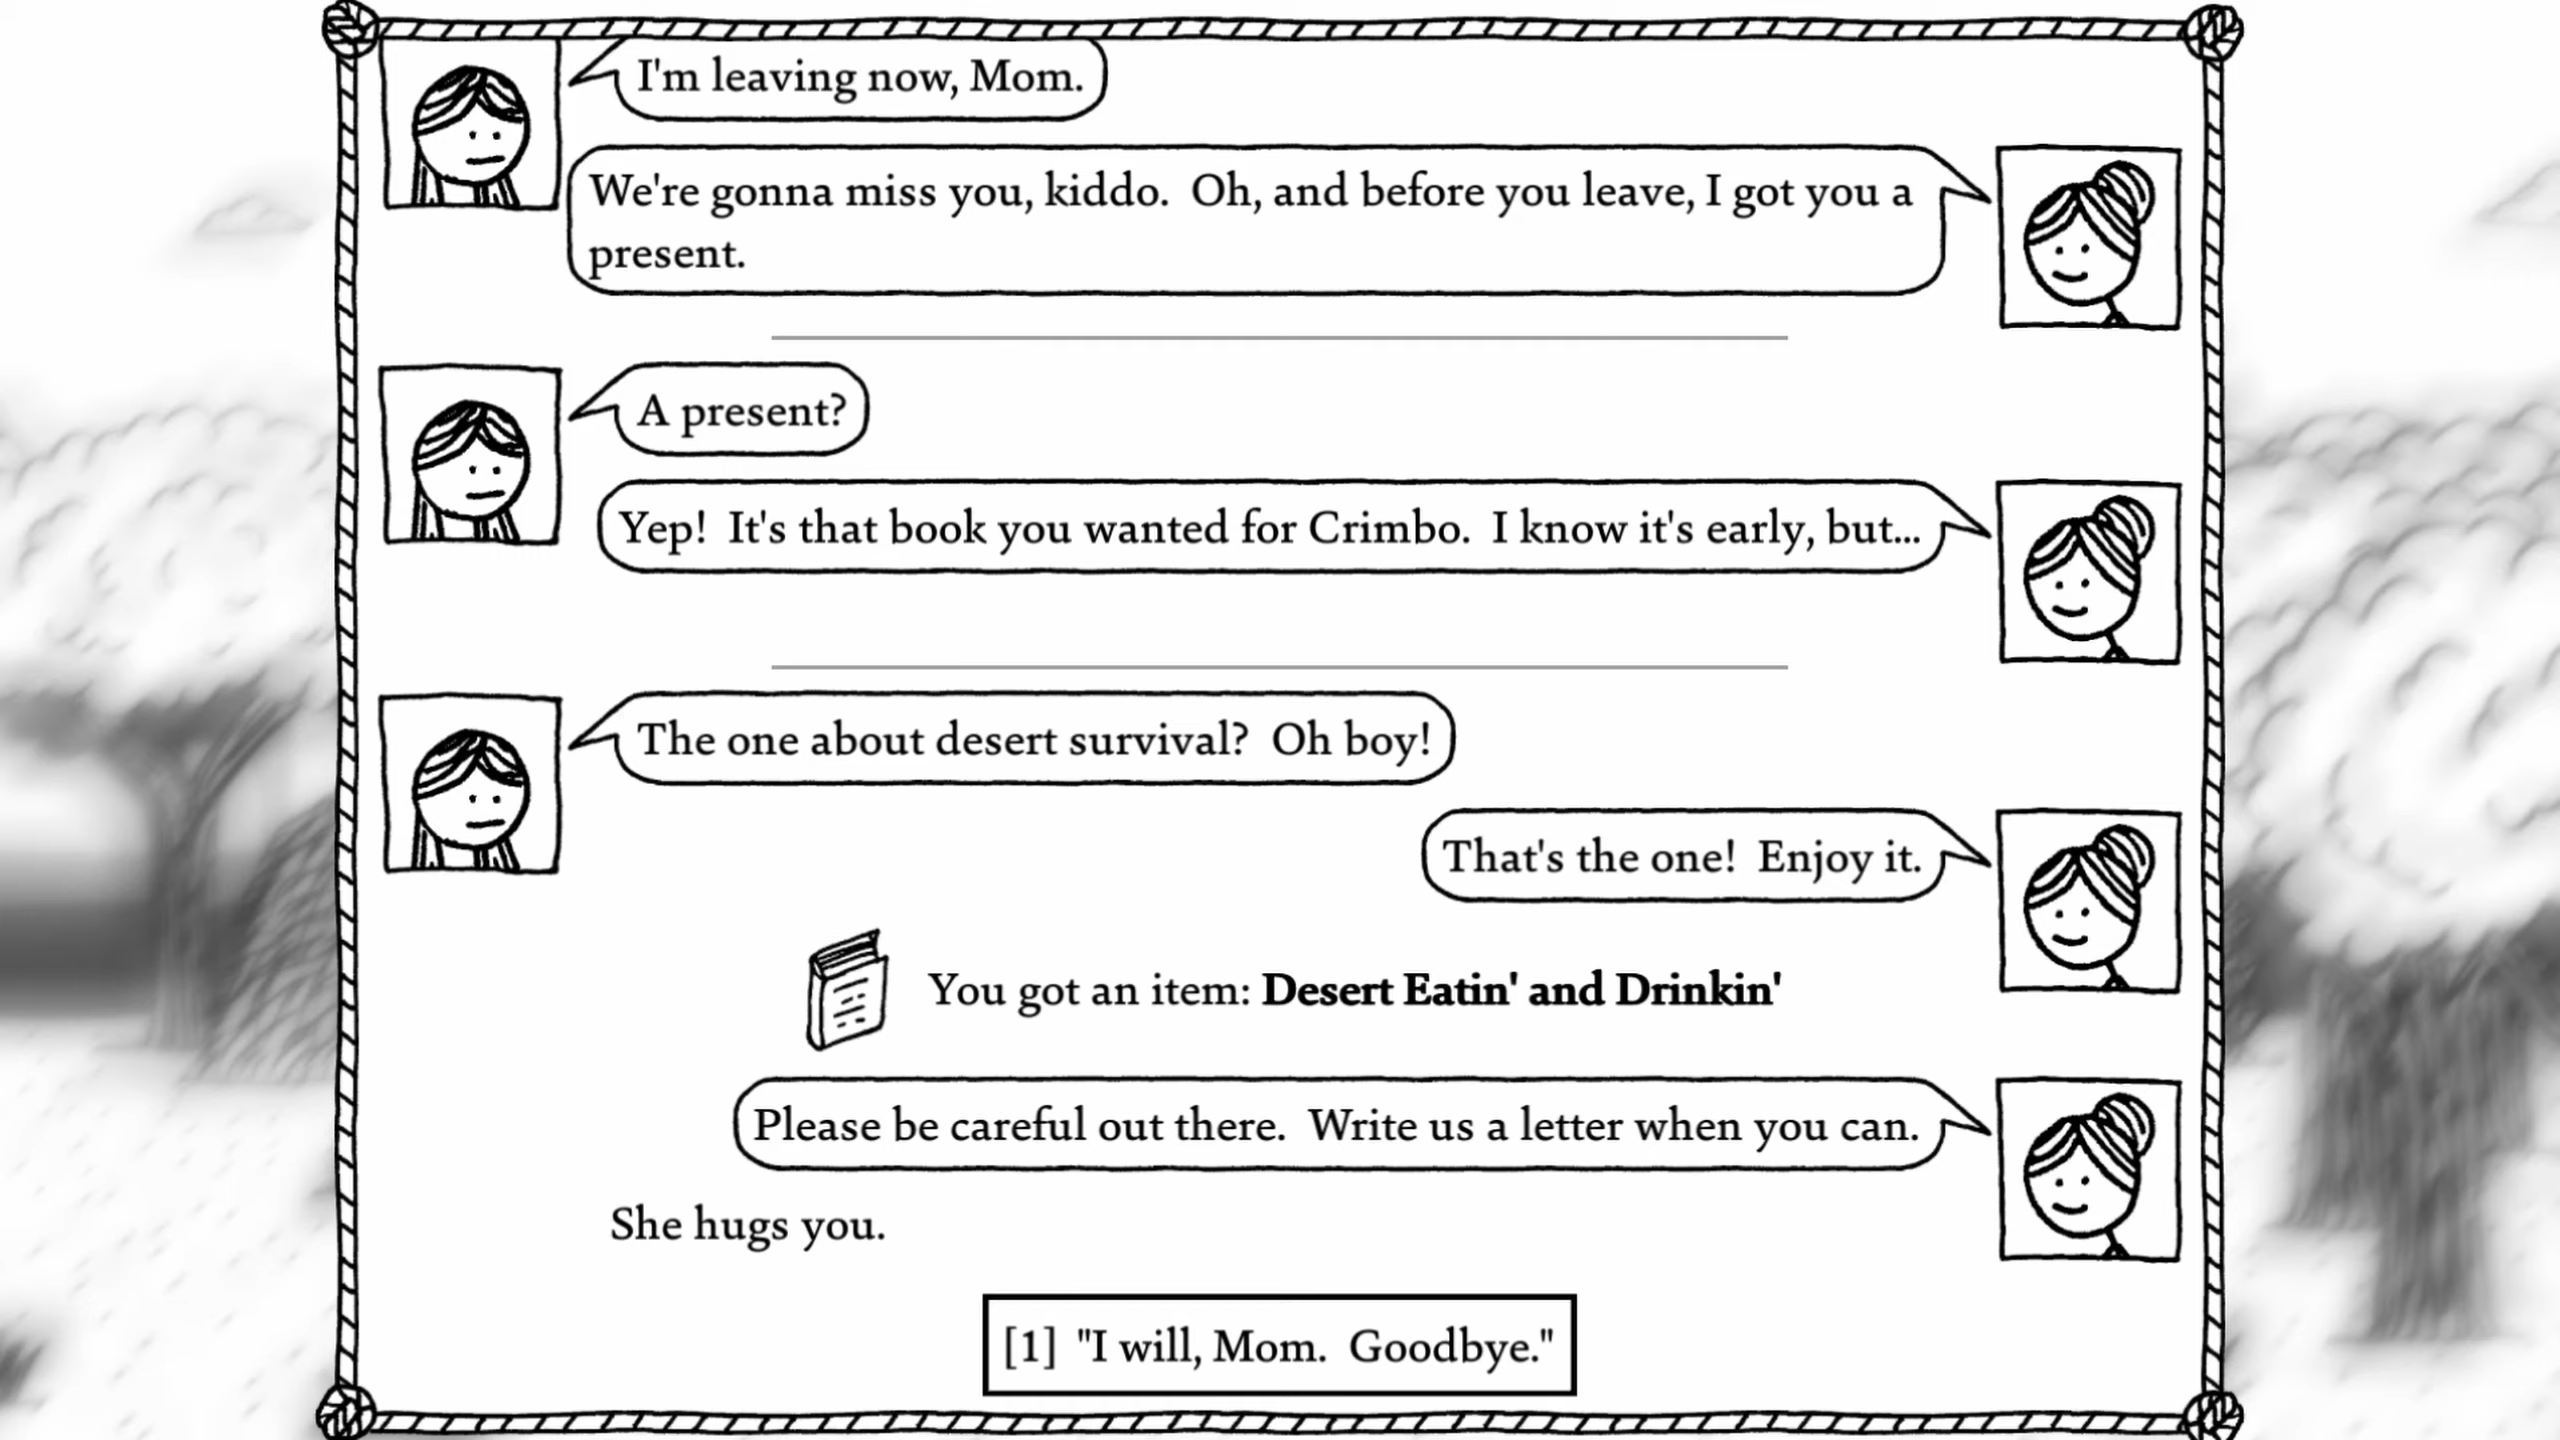 I'm leaving now, Mom.
We're gonna miss you, kiddo.  Oh, and before you leave, I got you a
present.
A present?
Yep!  It's that book you wanted for Crimbo.  I know it's early, but...
The one about desert survival?  Oh boy!
That's the one!  Enjoy it.
You got an item: Desert Eatin' and Drinkin'
Please be careful out there.  Write us a letter when you can.
She hugs you.
[1]  "I will, Mom.  Goodbye."